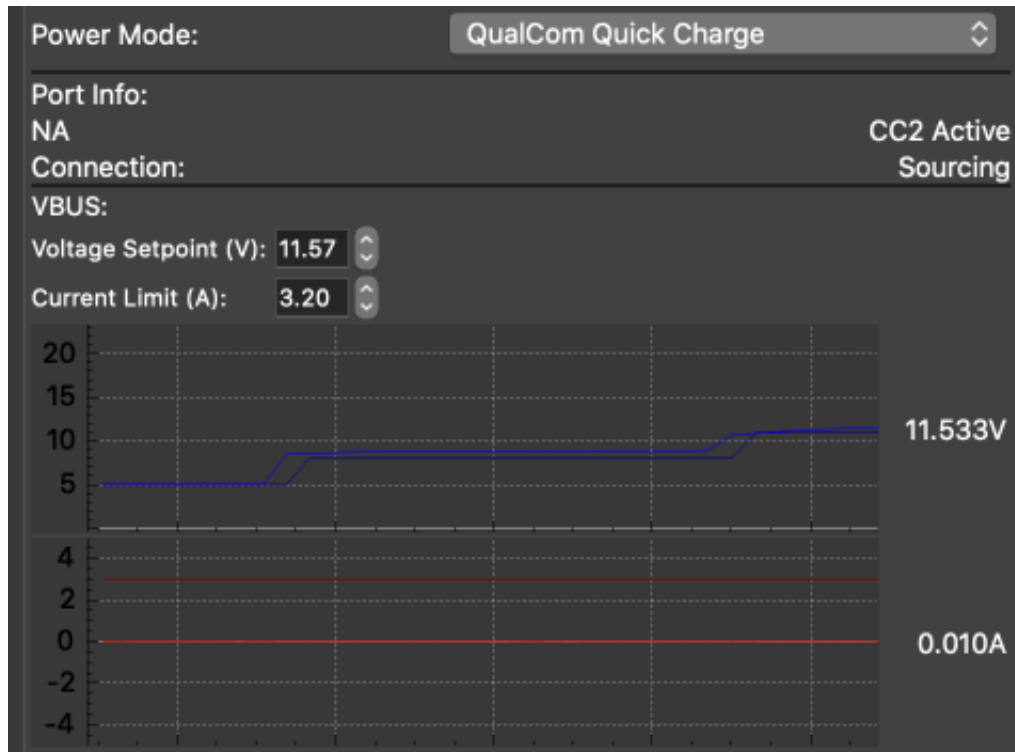 Power Mode: QualCom Quick Charge
Port Info:
NA CC2 Active
Connection: Sourcing
VBUS:
Voltage Setpoint (V): 11.57
Current Limit (A): 3.20
20
15
10
5
11.533V
4
2
0
-2
-4
0.010A